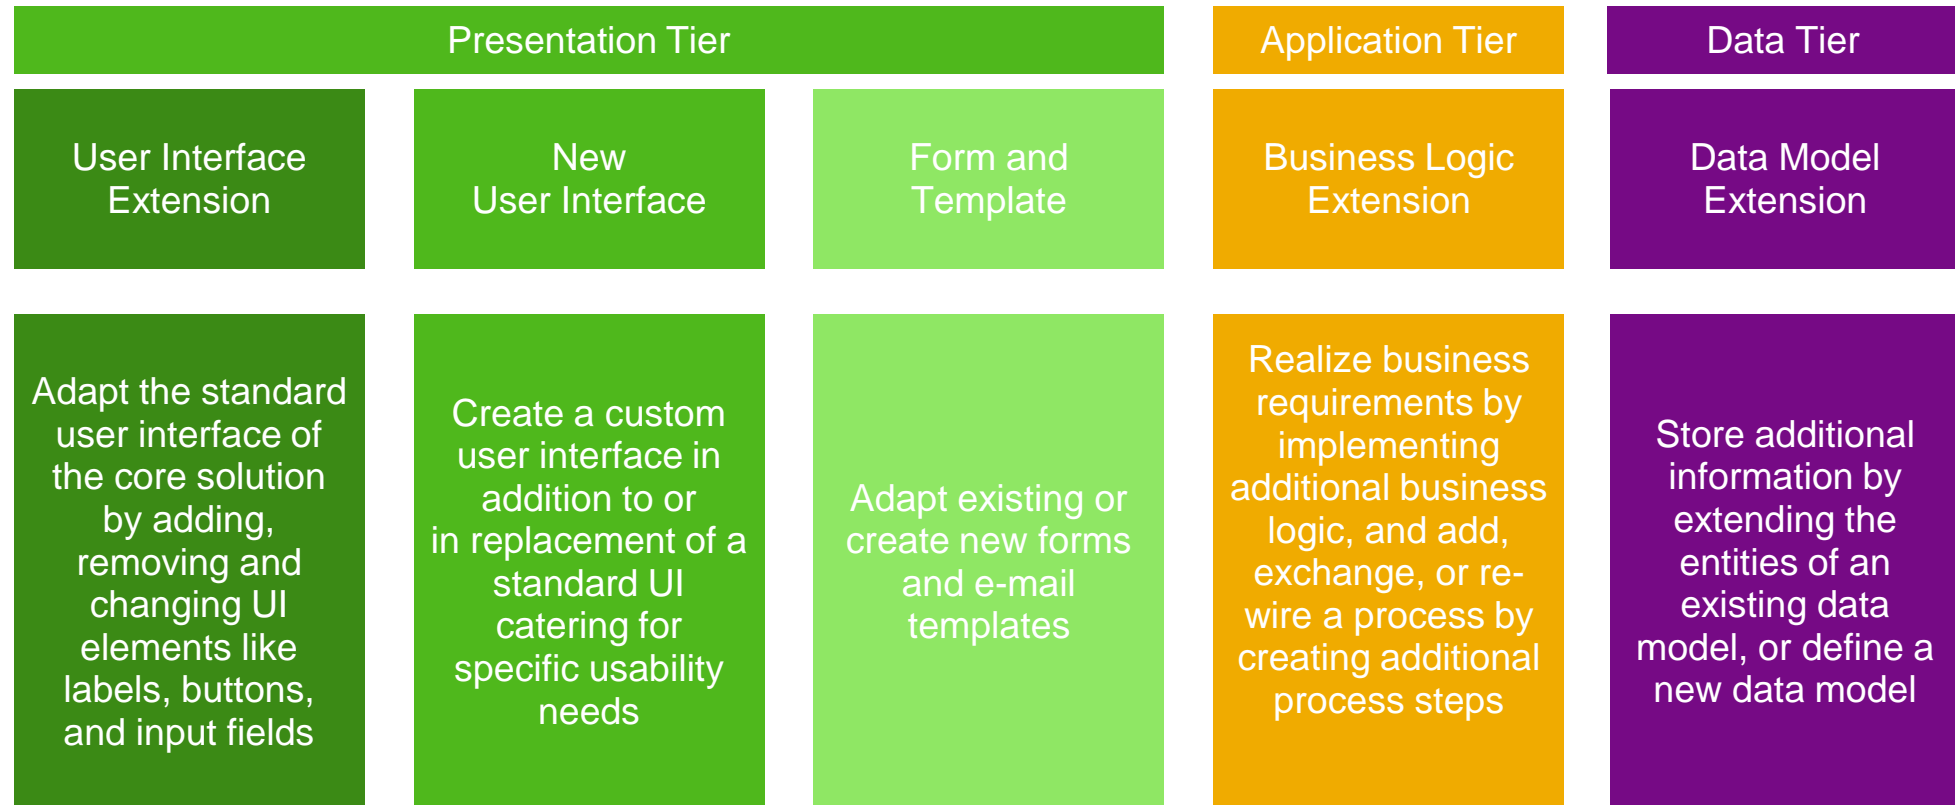 Presentation Tier
Application Tier
Data Tier
User Interface
Extension
New
User Interface
Form and
Template
Business Logic
Extension
Data Model
Extension
Adapt the standard
user interface of
the core solution
by adding,
removing and
changing UI
elements like
labels, buttons,
and input fields
Create a custom
user interface in
addition to or
in replacement of a
standard UI
catering for
specific usability
needs
Adapt existing or
create new forms
and e-mail
templates
Realize business
requirements by
implementing
additional business
logic, and add,
exchange, or re-
wire a process by
creating additional
process steps
Store additional
information by
extending the
entities of an
existing data
model, or define a
new data model